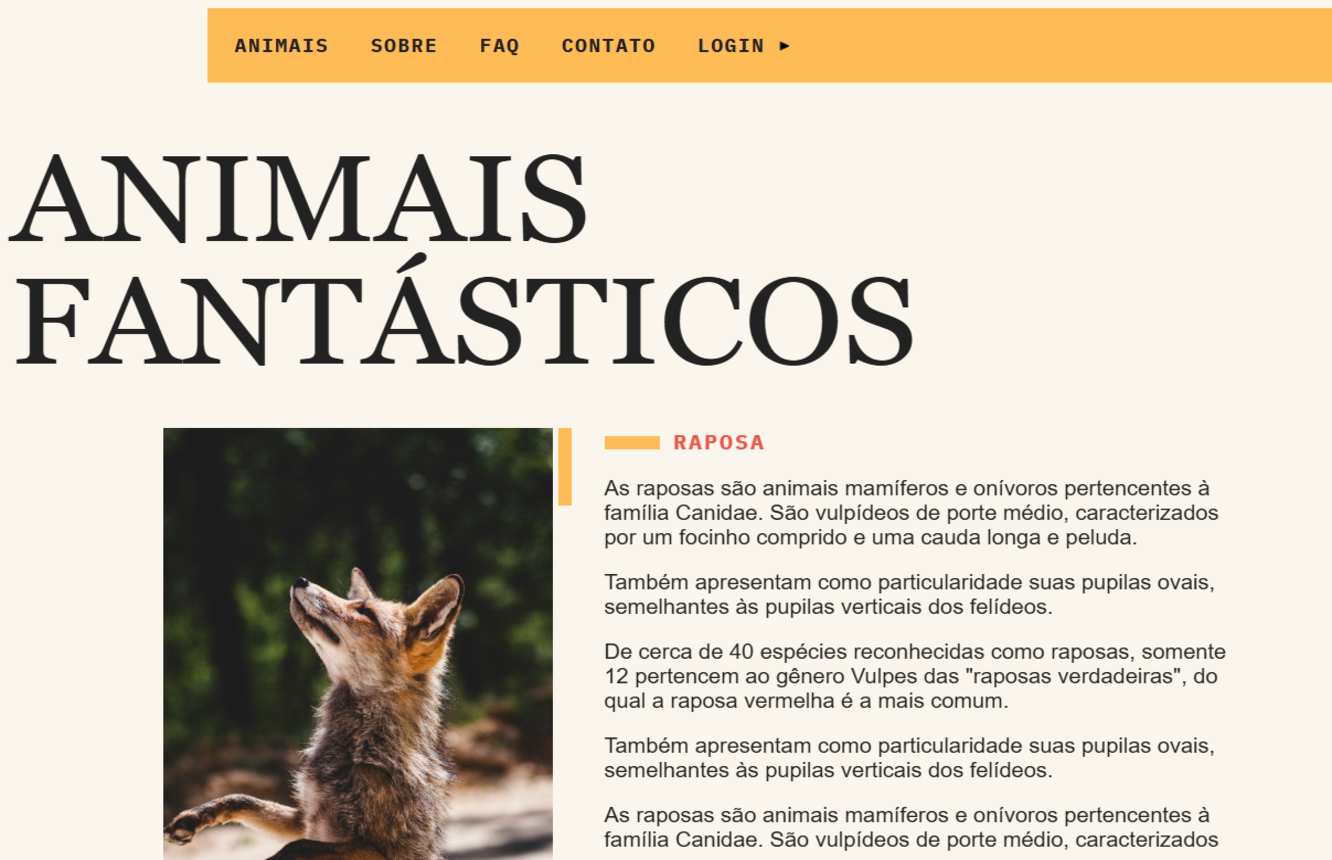 ANIMAIS SOBRE FAQ CONTATO LOGIN ▸
ANIMAIS
FANTÁSTICOS
RAPOSA
As raposas são animais mamíferos e onívoros pertencentes à
família Canidae. São vulpídeos de porte médio, caracterizados
por um focinho comprido e uma cauda longa e peluda.
Também apresentam como particularidade suas pupilas ovais,
semelhantes às pupilas verticais dos felídeos.
De cerca de 40 espécies reconhecidas como raposas, somente
12 pertencem ao gênero Vulpes das "raposas verdadeiras", do
qual a raposa vermelha é a mais comum.
Também apresentam como particularidade suas pupilas ovais,
semelhantes às pupilas verticais dos felídeos.
As raposas são animais mamíferos e onívoros pertencentes à
família Canidae. São vulpídeos de porte médio, caracterizados